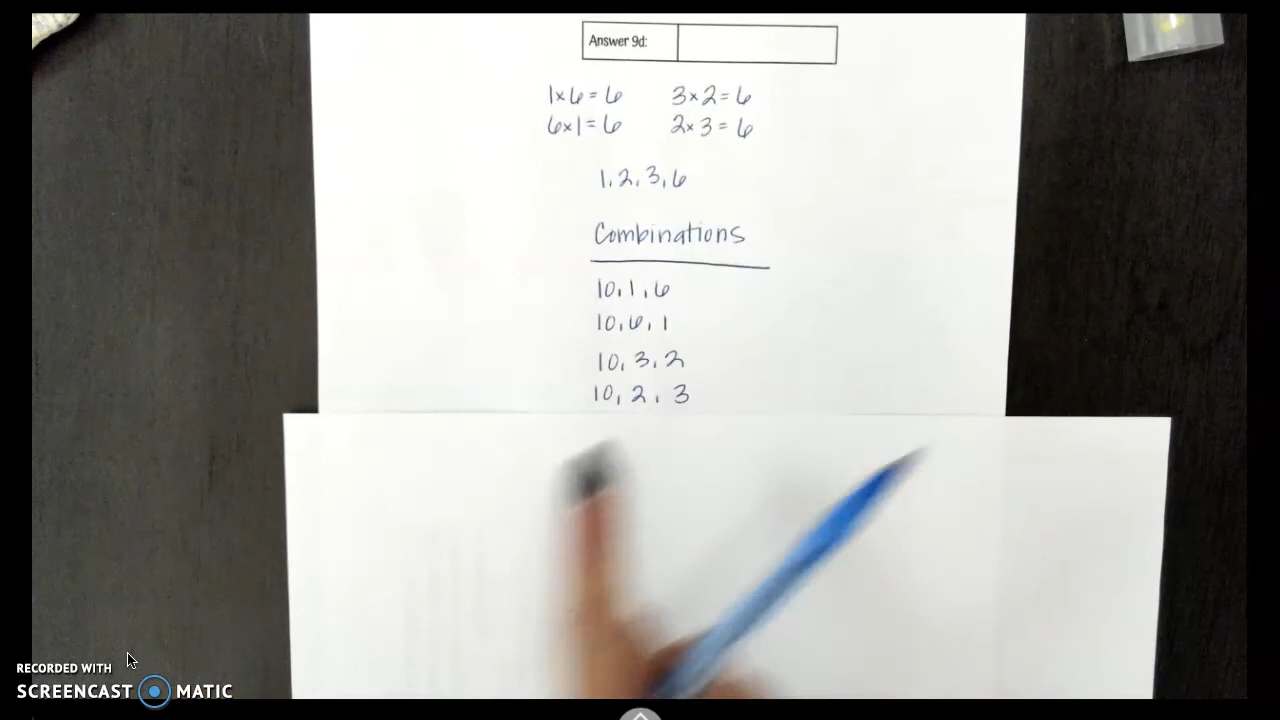 Answer 9d:
1×6=6 3×2=6
6×1=6 2×3=6
1,2,3,6
Combinations
10,1,6
10,6,1
10,3,2
10,2,3
RECORDED WITH
SCREENCAST MATIC